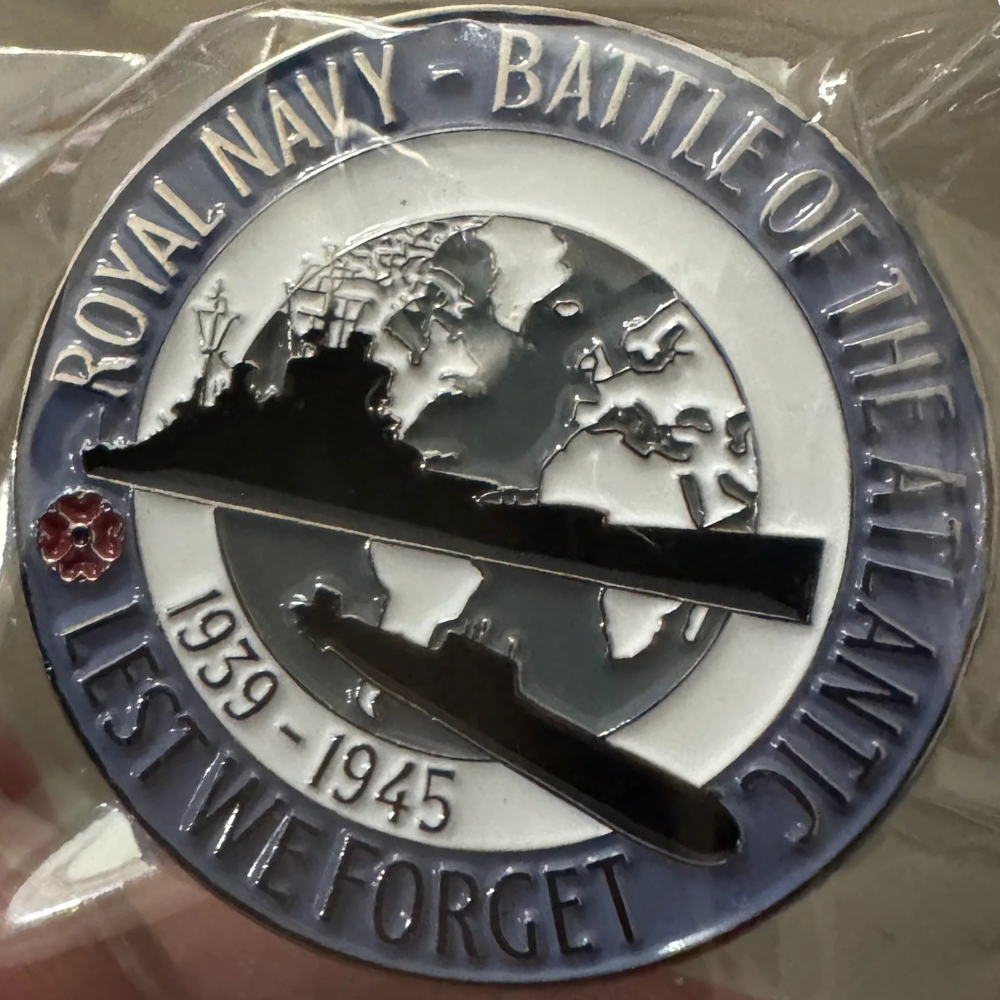 ROYAL NAVY - BATTLE OF THE ATLANTIC
1939 - 1945
LEST WE FORGET